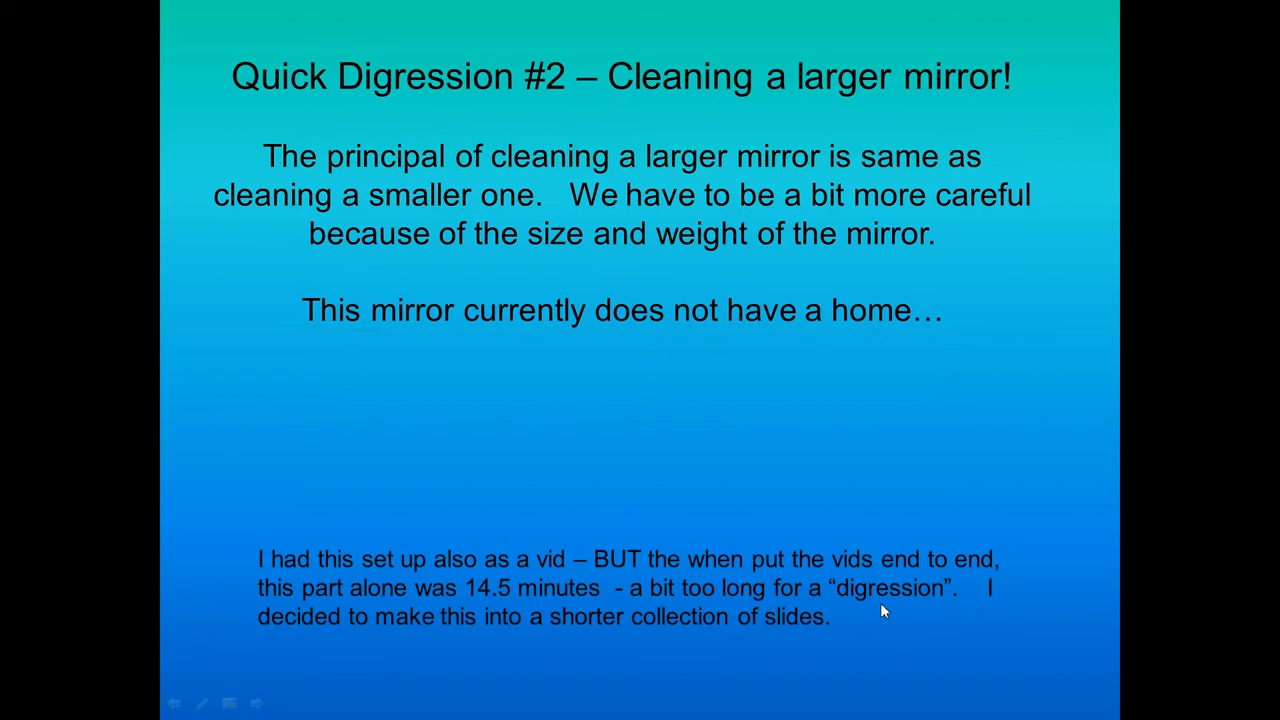 Quick Digression #2 – Cleaning a larger mirror!
The principal of cleaning a larger mirror is same as
cleaning a smaller one.   We have to be a bit more careful
because of the size and weight of the mirror.
This mirror currently does not have a home…
I had this set up also as a vid – BUT the when put the vids end to end,
this part alone was 14.5 minutes  - a bit too long for a “digression”.    I
decided to make this into a shorter collection of slides.